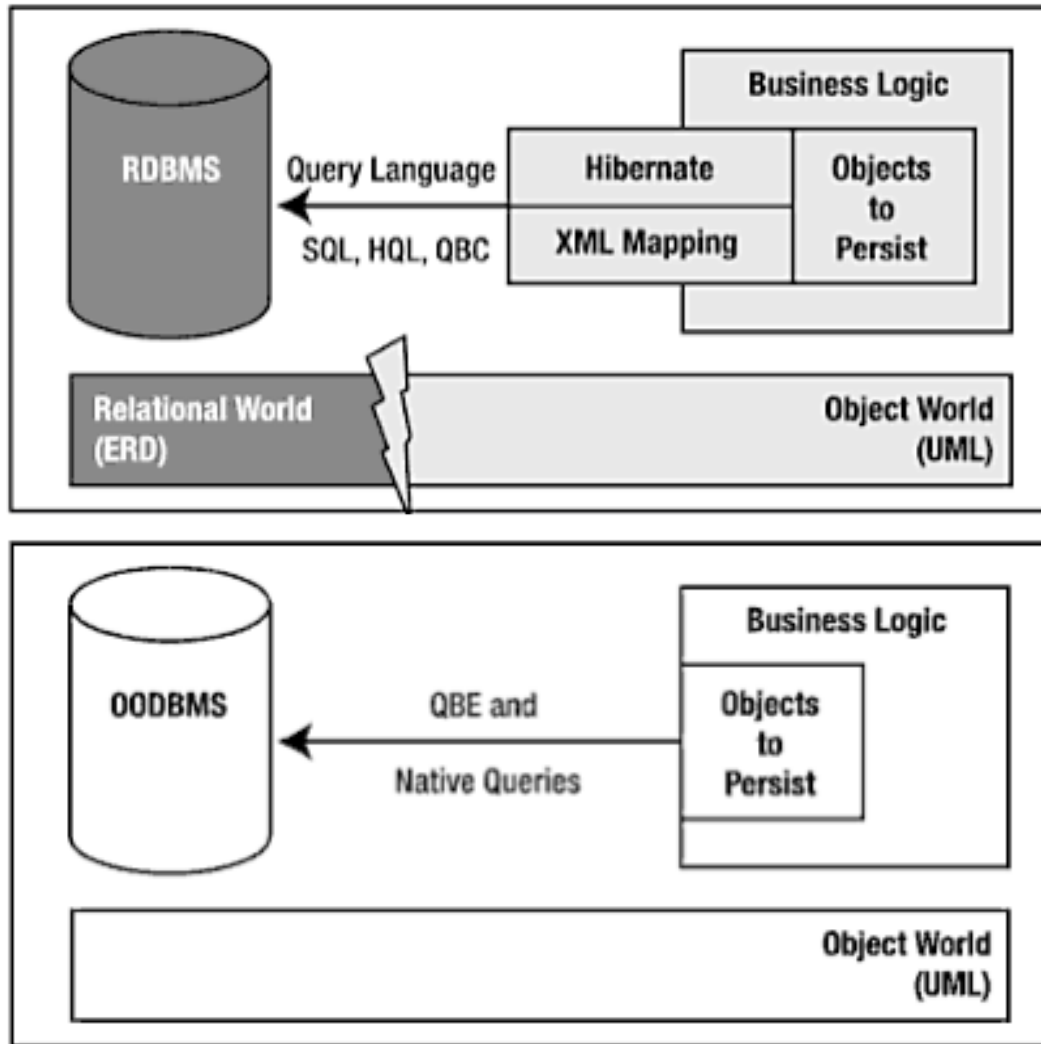 Business Logic
RDBMS
Query Language
SQL, HQL, QBC
Hibernate
XML Mapping
Objects
to
Persist
Relational World
(ERD)
Object World
(UML)
Business Logic
OODBMS
QBE and
Native Queries
Objects
to
Persist
Object World
(UML)